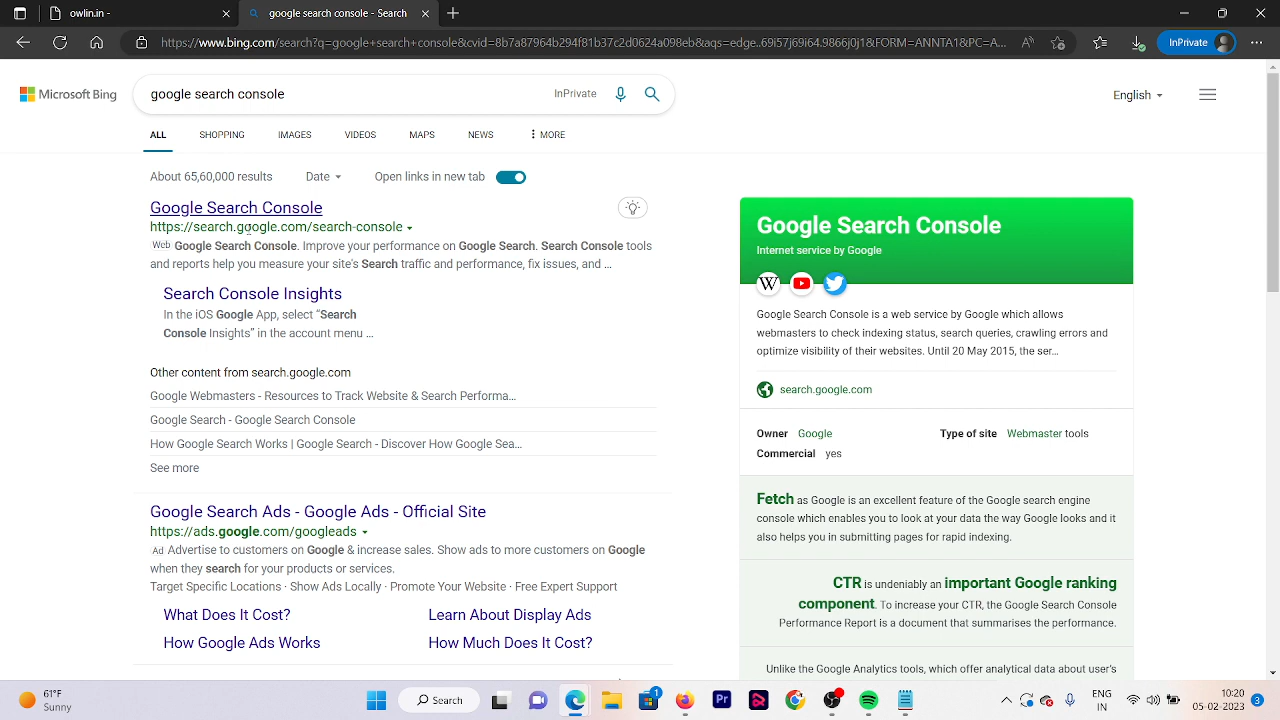 owlinn -
google search console - Search
https://www.bing.com/search?q=google+search+console&cvid=8b7d7964b294f81b37c2d0624a098eb8&aqs=edge..69i57j69i64.9866j0j1&FORM=ANNTA1&PC=A...
InPrivate
Microsoft Bing
google search console
InPrivate
English
ALL SHOPPING IMAGES VIDEOS MAPS NEWS MORE
About 65,60,000 results Date Open links in new tab
Google Search Console
https://search.google.com/search-console
Web Google Search Console. Improve your performance on Google Search. Search Console tools
and reports help you measure your site's Search traffic and performance, fix issues, and ...
Search Console Insights
In the iOS Google App, select “Search
Console Insights” in the account menu ...
Other content from search.google.com
Google Webmasters - Resources to Track Website & Search Performa...
Google Search - Google Search Console
How Google Search Works | Google Search - Discover How Google Sea...
See more
Google Search Ads - Google Ads - Official Site
https://ads.google.com/googleads
Ad Advertise to customers on Google & increase sales. Show ads to more customers on Google
when they search for your products or services.
Target Specific Locations · Show Ads Locally · Promote Your Website · Free Expert Support
What Does It Cost? Learn About Display Ads
How Google Ads Works How Much Does It Cost?
Google Search Console
Internet service by Google
W
Google Search Console is a web service by Google which allows
webmasters to check indexing status, search queries, crawling errors and
optimize visibility of their websites. Until 20 May 2015, the ser...
search.google.com
Owner Google Type of site Webmaster tools
Commercial yes
Fetch as Google is an excellent feature of the Google search engine
console which enables you to look at your data the way Google looks and it
also helps you in submitting pages for rapid indexing.
CTR is undeniably an important Google ranking
component. To increase your CTR, the Google Search Console
Performance Report is a document that summarises the performance.
Unlike the Google Analytics tools, which offer analytical data about user's
61°F
Sunny
Search
1
Pr
ENG
IN
10:20
05-02-2023
3